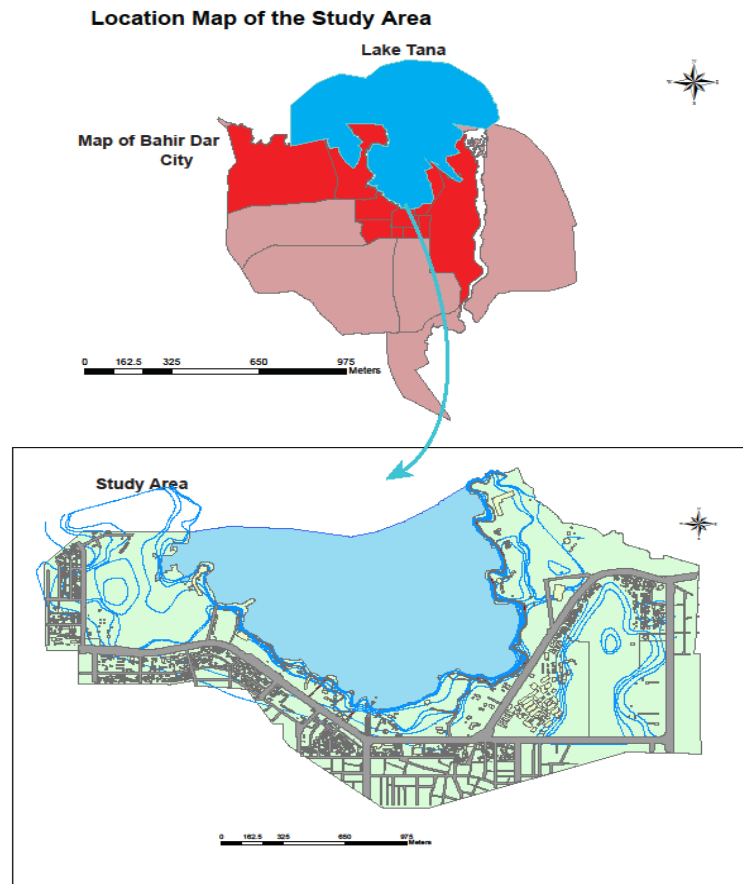 Location Map of the Study Area
Lake Tana
Map of Bahir Dar
City
0 162.5 325 650 975
Meters
Study Area
0 162.5 325 650 975
Meters